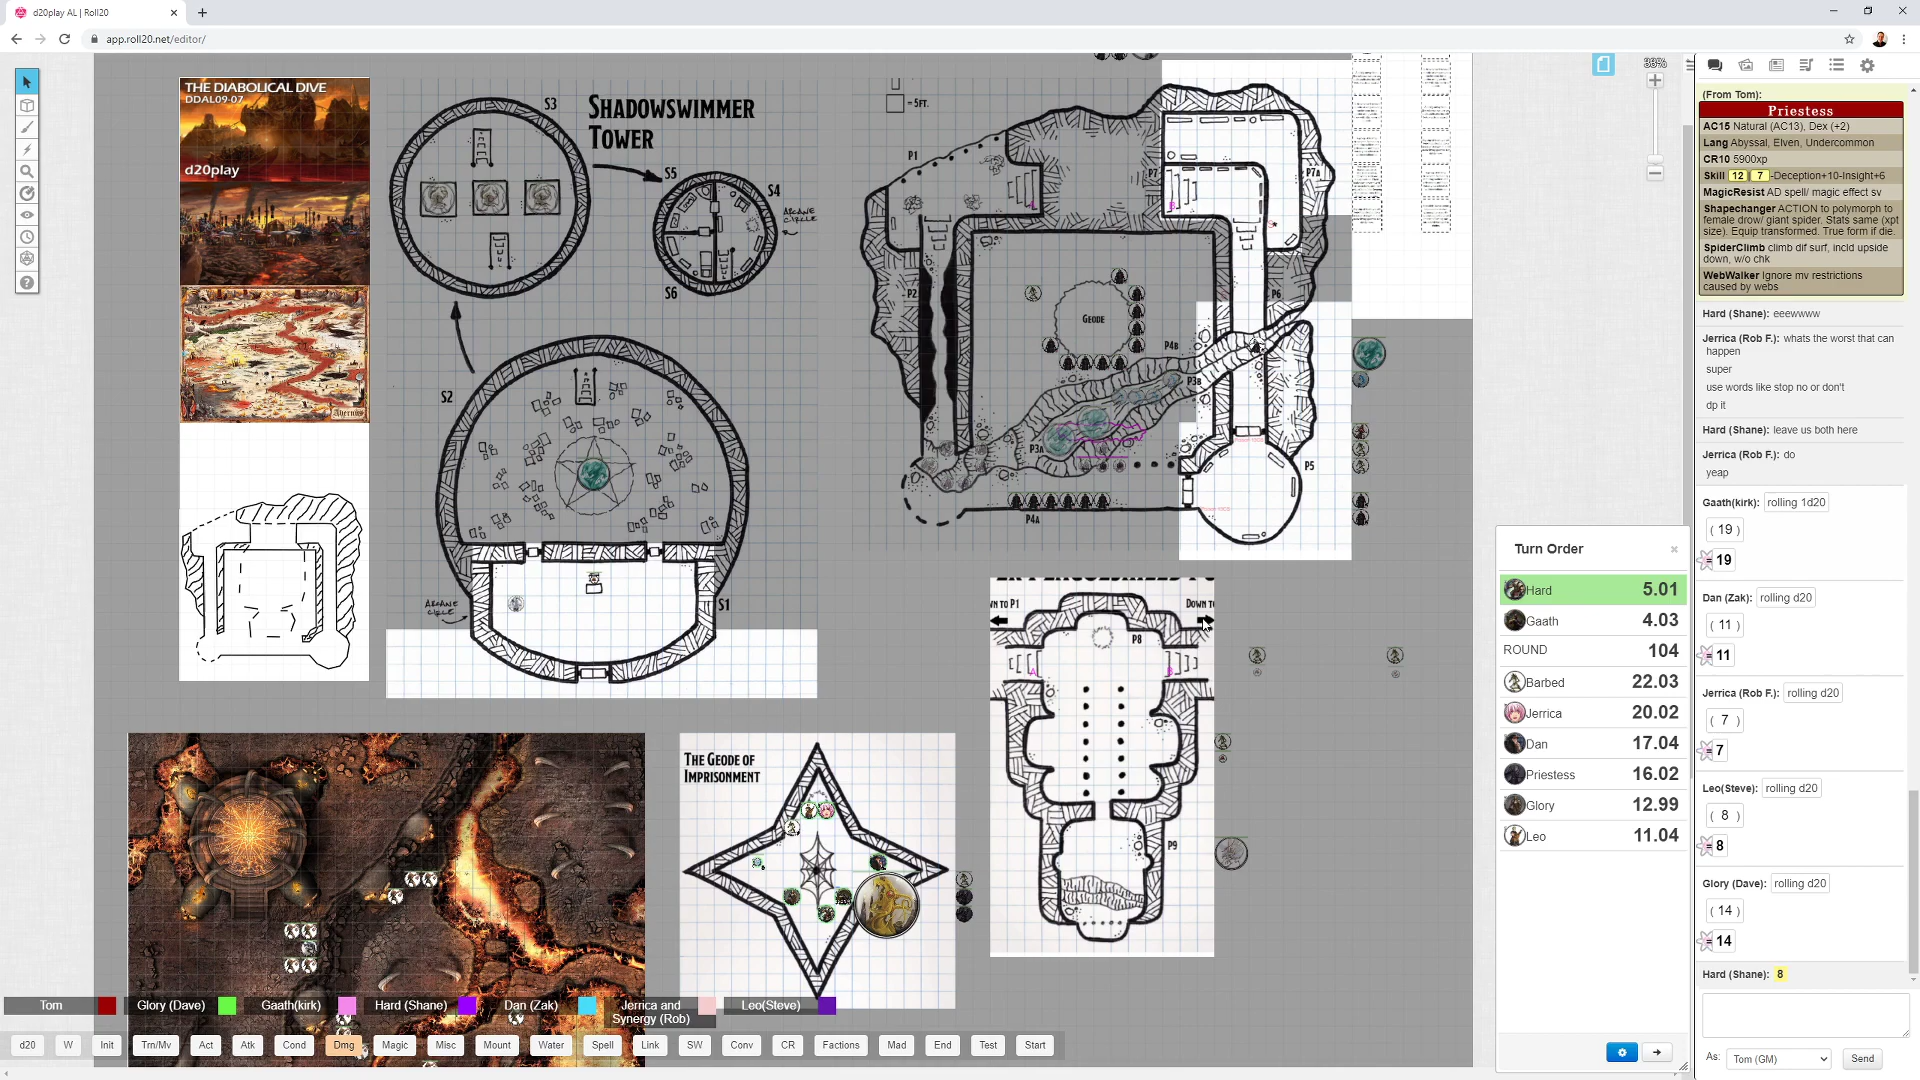 d20play AL | Roll20
app.roll20.net/editor/
THE DIABOLICAL DIVE
DDAL09-07
d20play
Avernus
S3
SHADOWSWIMMER
TOWER
S5
S4
ARCANE
CIRCLE
S6
S2
ARCANE
CIRCLE
S1
= 5FT.
P1
P7
P7A
A
B
P2
P6
GEODE
P4B
P3B
P3A
P5
P4A
WN TO P1
DOWN TO
P8
A
B
P9
THE GEODE OF
IMPRISONMENT
Turn Order
Hard 5.01
Gaath 4.03
ROUND 104
Barbed 22.03
Jerrica 20.02
Dan 17.04
Priestess 16.02
Glory 12.99
Leo 11.04
(From Tom):
Priestess
AC15 Natural (AC13), Dex (+2)
Lang Abyssal, Elven, Undercommon
CR10 5900xp
Skill 12 7 -Deception+10-Insight+6
MagicResist AD spell/ magic effect sv
Shapechanger ACTION to polymorph to
female drow/ giant spider. Stats same (xpt
size). Equip transformed. True form if die.
SpiderClimb climb dif surf, incld upside
down, w/o chk
WebWalker Ignore mv restrictions
caused by webs
Hard (Shane): eeewwww
Jerrica (Rob F.): whats the worst that can
happen
super
use words like stop no or don't
dp it
Hard (Shane): leave us both here
Jerrica (Rob F.): do
yeap
Gaath(kirk): rolling 1d20
( 19 )
= 19
Dan (Zak): rolling d20
( 11 )
= 11
Jerrica (Rob F.): rolling d20
( 7 )
= 7
Leo(Steve): rolling d20
( 8 )
= 8
Glory (Dave): rolling d20
( 14 )
= 14
Hard (Shane): 8
As: Tom (GM) Send
Tom
Glory (Dave)
Gaath(kirk)
Hard (Shane)
Dan (Zak)
Jerrica and
Synergy (Rob)
Leo(Steve)
d20 W Init Trn/Mv Act Atk Cond Dmg Magic Misc Mount Water Spell Link SW Conv CR Factions Mad End Test Start